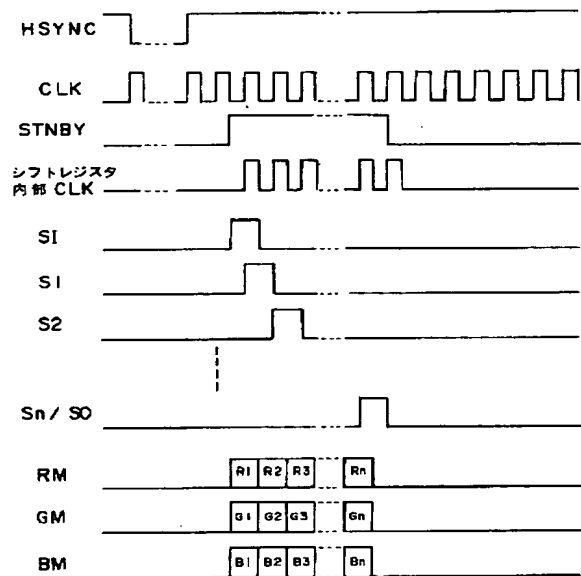 HSYNC
CLK
STNBY
シフトレジスタ
内部 CLK
SI
S1
S2
Sn / SO
RM R1 R2 R3 Rn
GM G1 G2 G3 Gn
BM B1 B2 B3 Bn